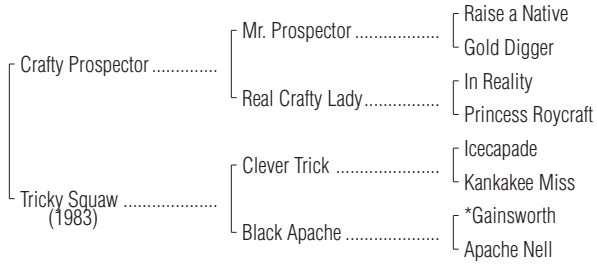 Raise a Native
Mr. Prospector ..................
Gold Digger
Crafty Prospector ..............
In Reality
Real Crafty Lady................
Princess Roycraft
Icecapade
Clever Trick ......................
Kankakee Miss
Tricky Squaw ....................
(1983)
*Gainsworth
Black Apache ....................
Apache Nell